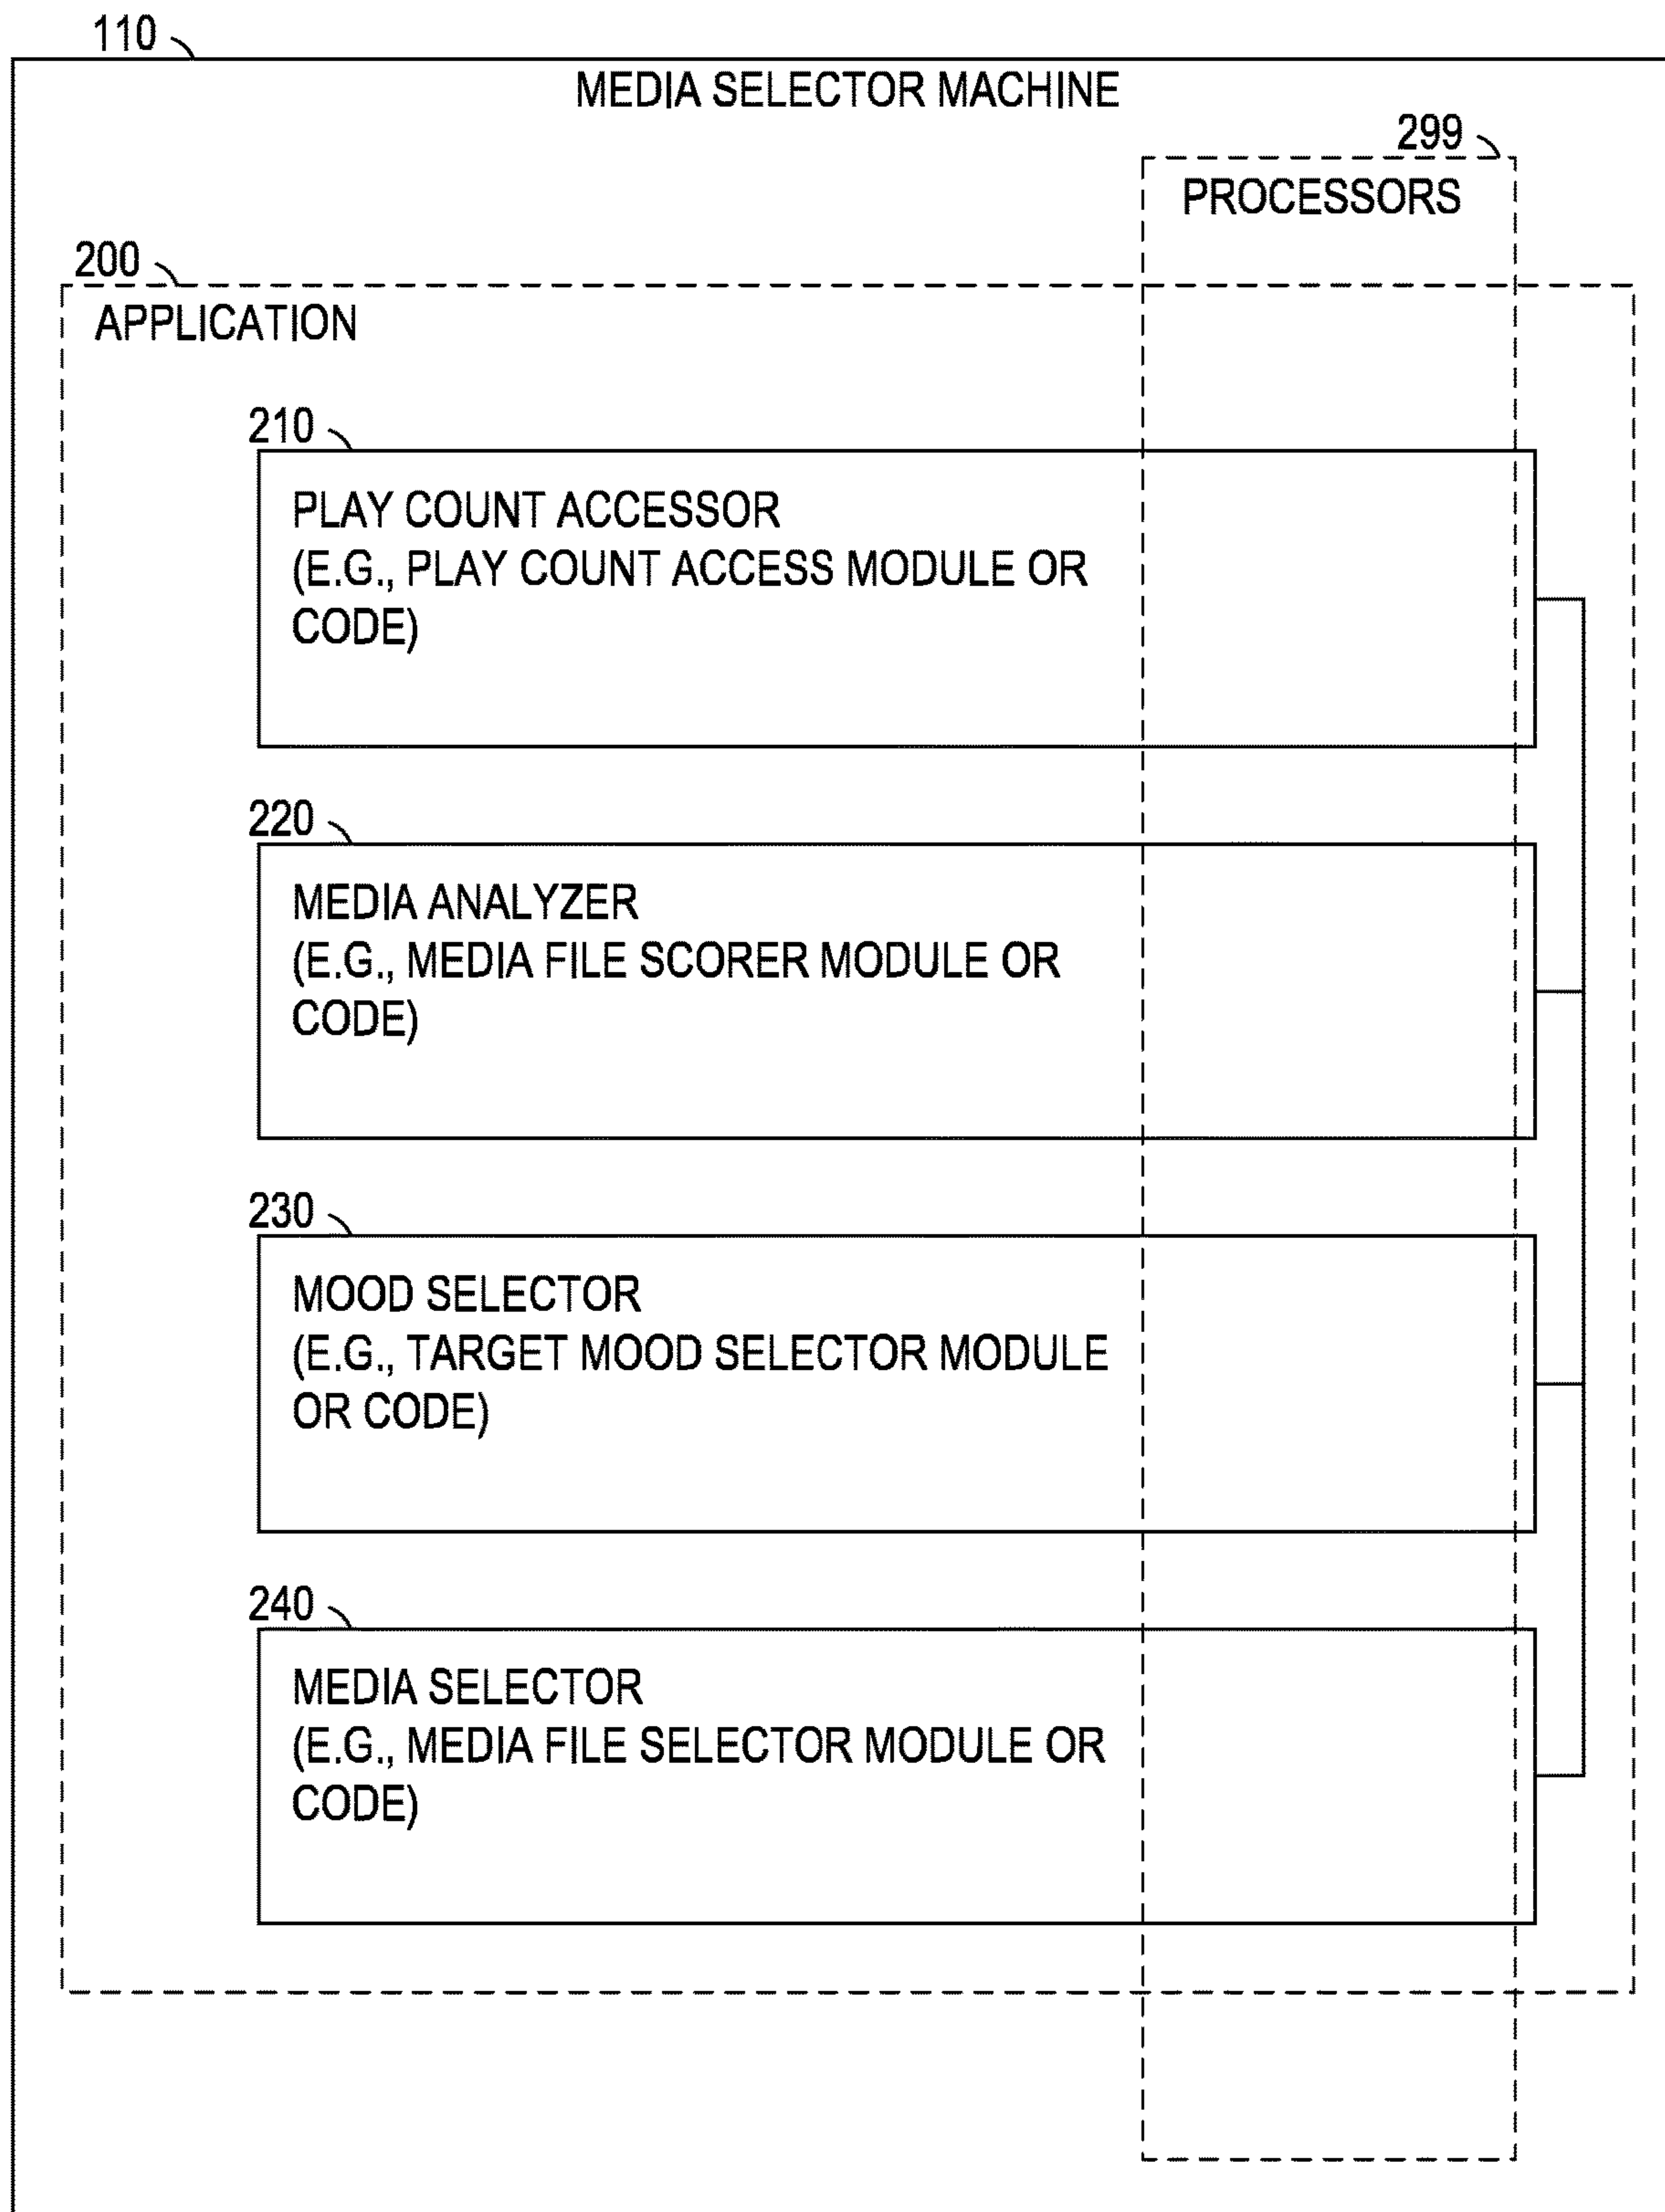 110
MEDIA SELECTOR MACHINE
299
PROCESSORS
200
APPLICATION
210
PLAY COUNT ACCESSOR
(E.G., PLAY COUNT ACCESS MODULE OR
CODE)
220
MEDIA ANALYZER
(E.G., MEDIA FILE SCORER MODULE OR
CODE)
230
MOOD SELECTOR
(E.G., TARGET MOOD SELECTOR MODULE
OR CODE)
240
MEDIA SELECTOR
(E.G., MEDIA FILE SELECTOR MODULE OR
CODE)